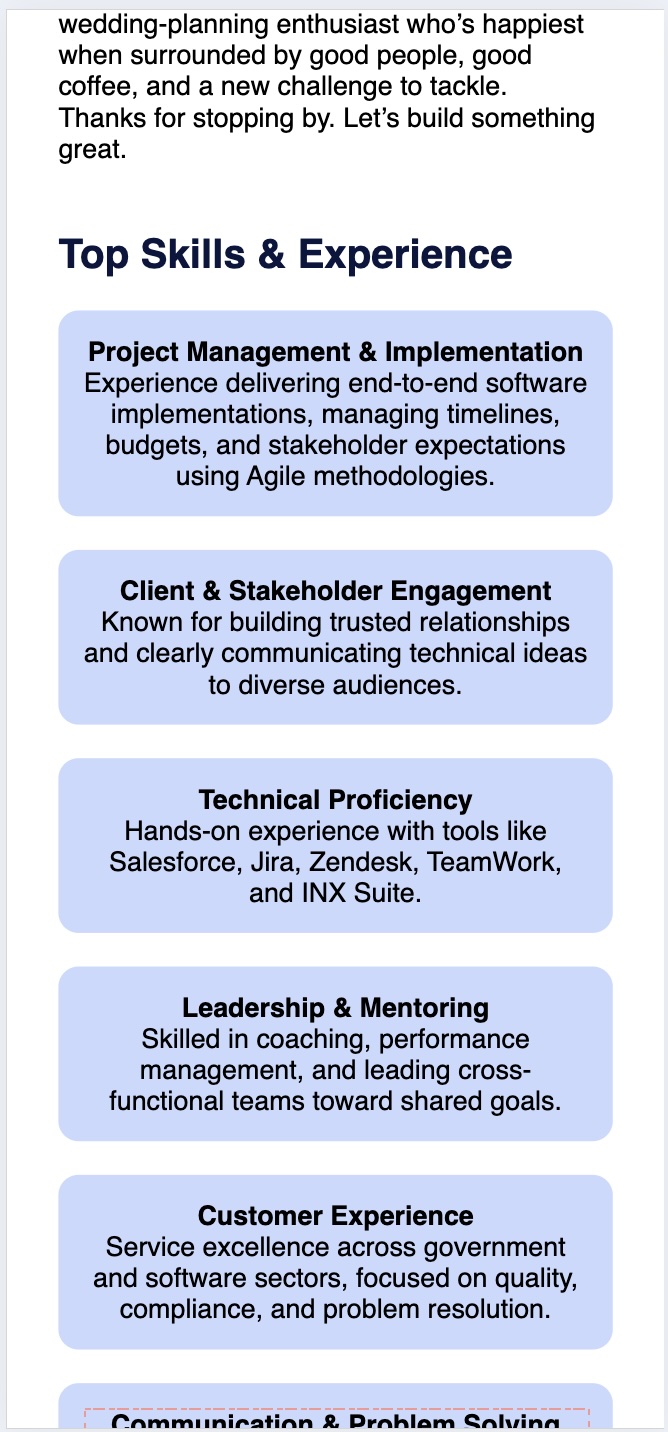 wedding-planning enthusiast who’s happiest
when surrounded by good people, good
coffee, and a new challenge to tackle.
Thanks for stopping by. Let’s build something
great.
Top Skills & Experience
Project Management & Implementation
Experience delivering end-to-end software
implementations, managing timelines,
budgets, and stakeholder expectations
using Agile methodologies.
Client & Stakeholder Engagement
Known for building trusted relationships
and clearly communicating technical ideas
to diverse audiences.
Technical Proficiency
Hands-on experience with tools like
Salesforce, Jira, Zendesk, TeamWork,
and INX Suite.
Leadership & Mentoring
Skilled in coaching, performance
management, and leading cross-
functional teams toward shared goals.
Customer Experience
Service excellence across government
and software sectors, focused on quality,
compliance, and problem resolution.
Communication & Problem Solving